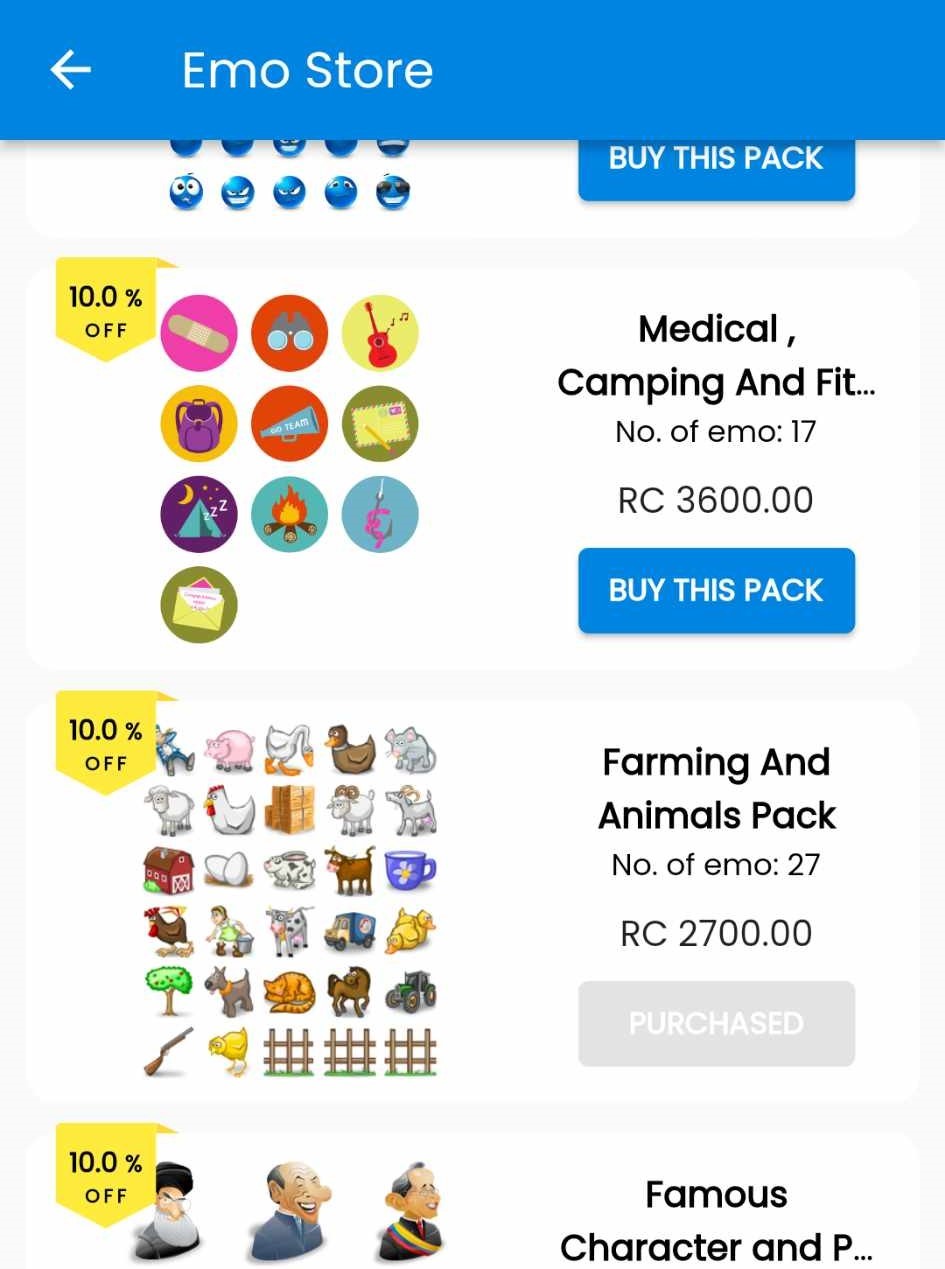 Emo Store
BUY THIS PACK
10.0 %
OFF
GO TEAM
z z Z
Medical ,
Camping And Fit...
No. of emo: 17
RC 3600.00
BUY THIS PACK
10.0 %
OFF
Farming And
Animals Pack
No. of emo: 27
RC 2700.00
PURCHASED
10.0 %
OFF
Famous
Character and P...